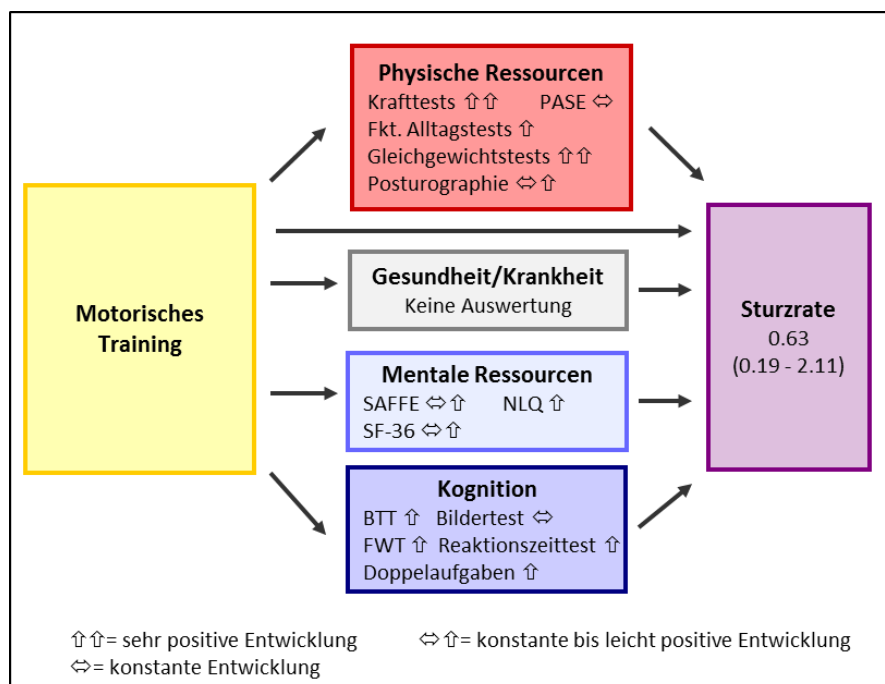 Physische Ressourcen
Krafttests ⇧⇧ PASE ⬄
Fkt. Alltagstests ⇧
Gleichgewichtstests ⇧⇧
Posturographie ⬄⇧
Motorisches
Training
Gesundheit/Krankheit
Keine Auswertung
Mentale Ressourcen
SAFFE ⬄⇧ NLQ ⇧
SF-36 ⬄⇧
Kognition
BTT ⇧ Bildertest ⬄
FWT ⇧ Reaktionszeittest ⇧
Doppelaufgaben ⇧
Sturzrate
0.63
(0.19 - 2.11)
⇧⇧= sehr positive Entwicklung ⬄⇧= konstante bis leicht positive Entwicklung
⬄= konstante Entwicklung